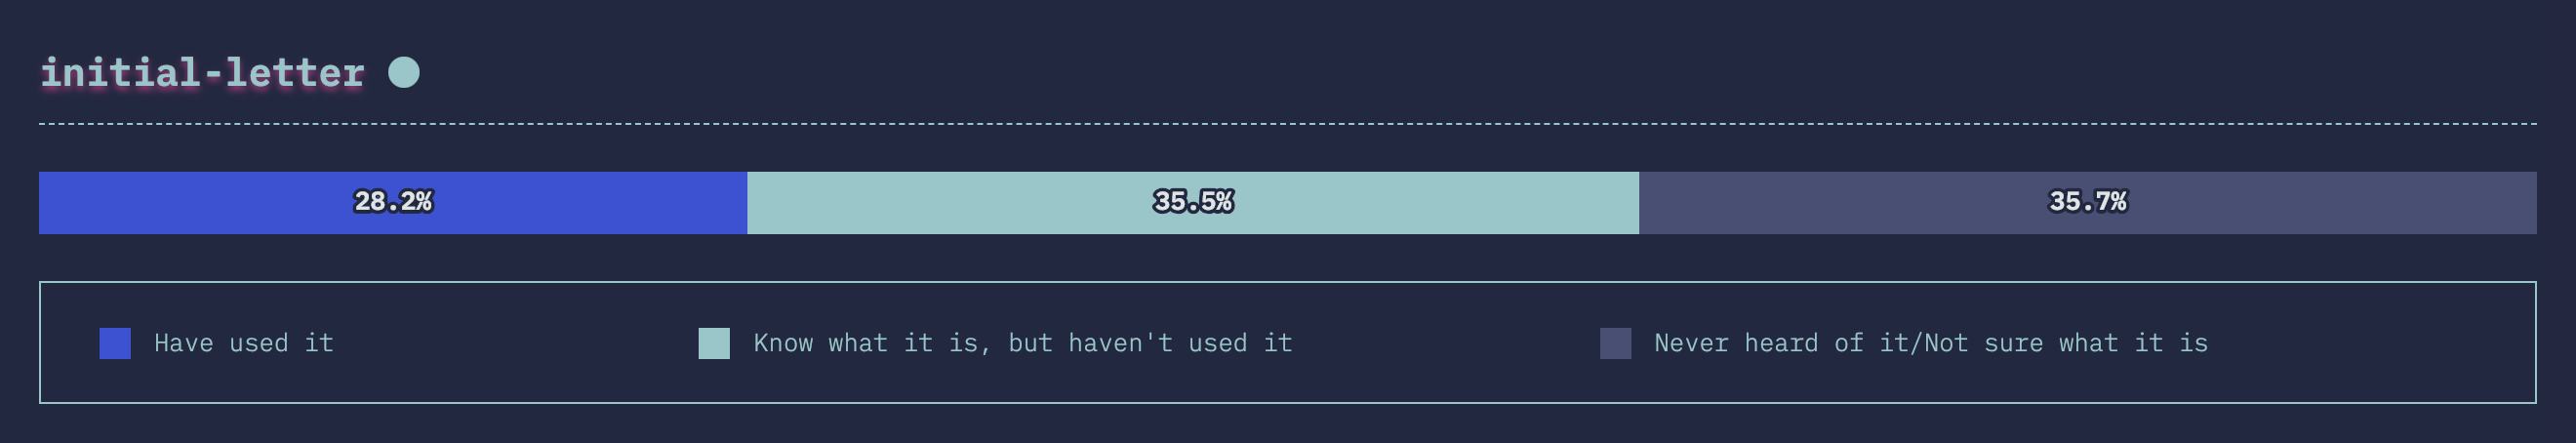 initial-letter
28.2% 35.5% 35.7%
Have used it Know what it is, but haven't used it Never heard of it/Not sure what it is